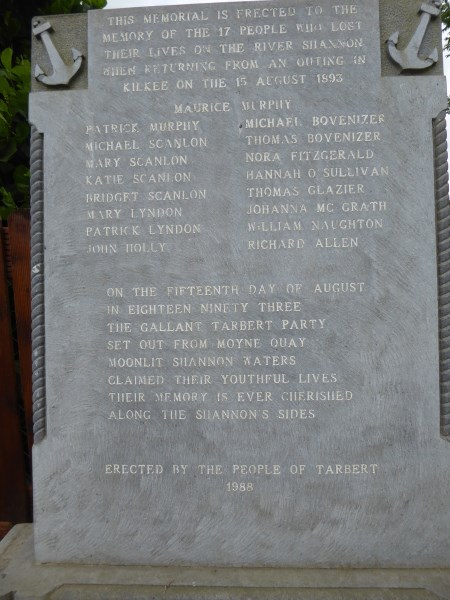 THIS MEMORIAL IS ERECTED TO THE
MEMORY OF THE 17 PEOPLE WHO LOST
THEIR LIVES ON THE RIVER SHANNON
WHEN RETURNING FROM AN OUTING IN
KILKEE ON THE 15 AUGUST 1893
MAURICE MURPHY
PATRICK MURPHY
MICHAEL SCANLON
MARY SCANLON
KATIE SCANLON
BRIDGET SCANLON
MARY LYNDON
PATRICK LYNDON
JOHN HOLLY
MICHAEL BOVENIZER
THOMAS BOVENIZER
NORA FITZGERALD
HANNAH O'SULLIVAN
THOMAS GLAZIER
JOHANNA MC GRATH
WILLIAM NAUGHTON
RICHARD ALLEN
ON THE FIFTEENTH DAY OF AUGUST
IN EIGHTEEN NINETY THREE
THE GALLANT TARBERT PARTY
SET OUT FROM MOYNE QUAY
MOONLIT SHANNON WATERS
CLAIMED THEIR YOUTHFUL LIVES
THEIR MEMORY IS EVER CHERISHED
ALONG THE SHANNON'S SIDES
ERECTED BY THE PEOPLE OF TARBERT
1988